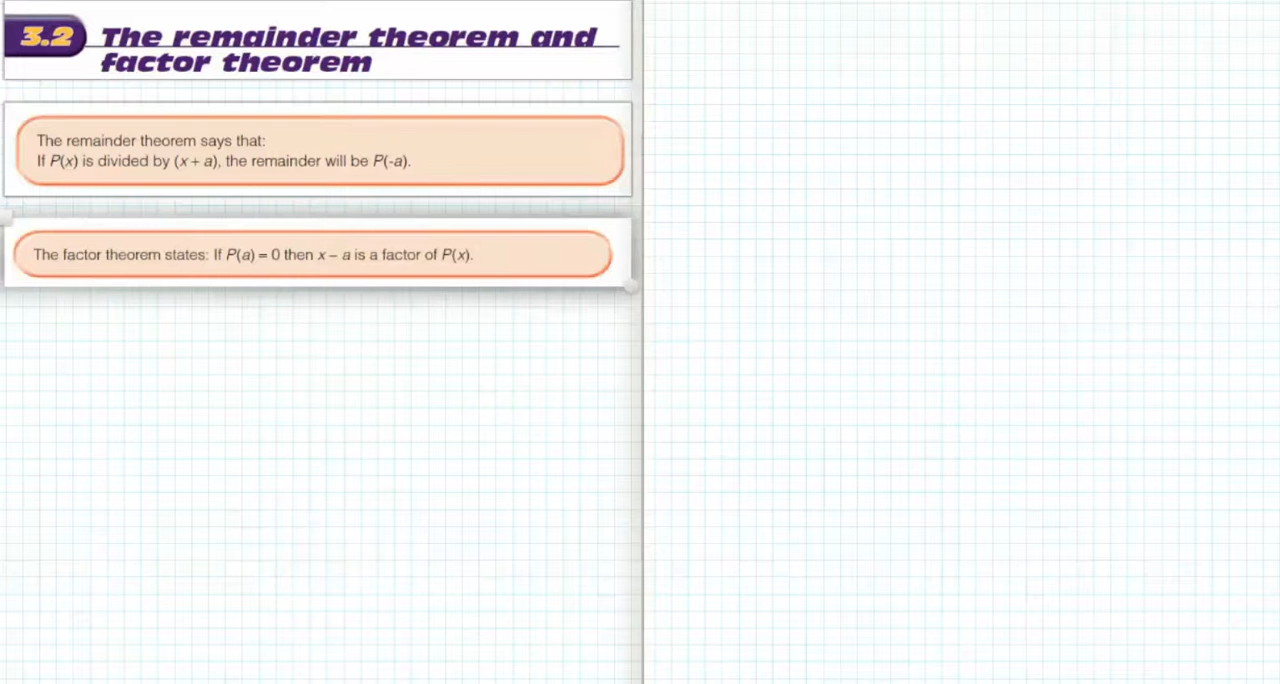 3.2 The remainder theorem and
factor theorem
The remainder theorem says that:
If P(x) is divided by (x + a), the remainder will be P(-a).
The factor theorem states: If P(a) = 0 then x – a is a factor of P(x).